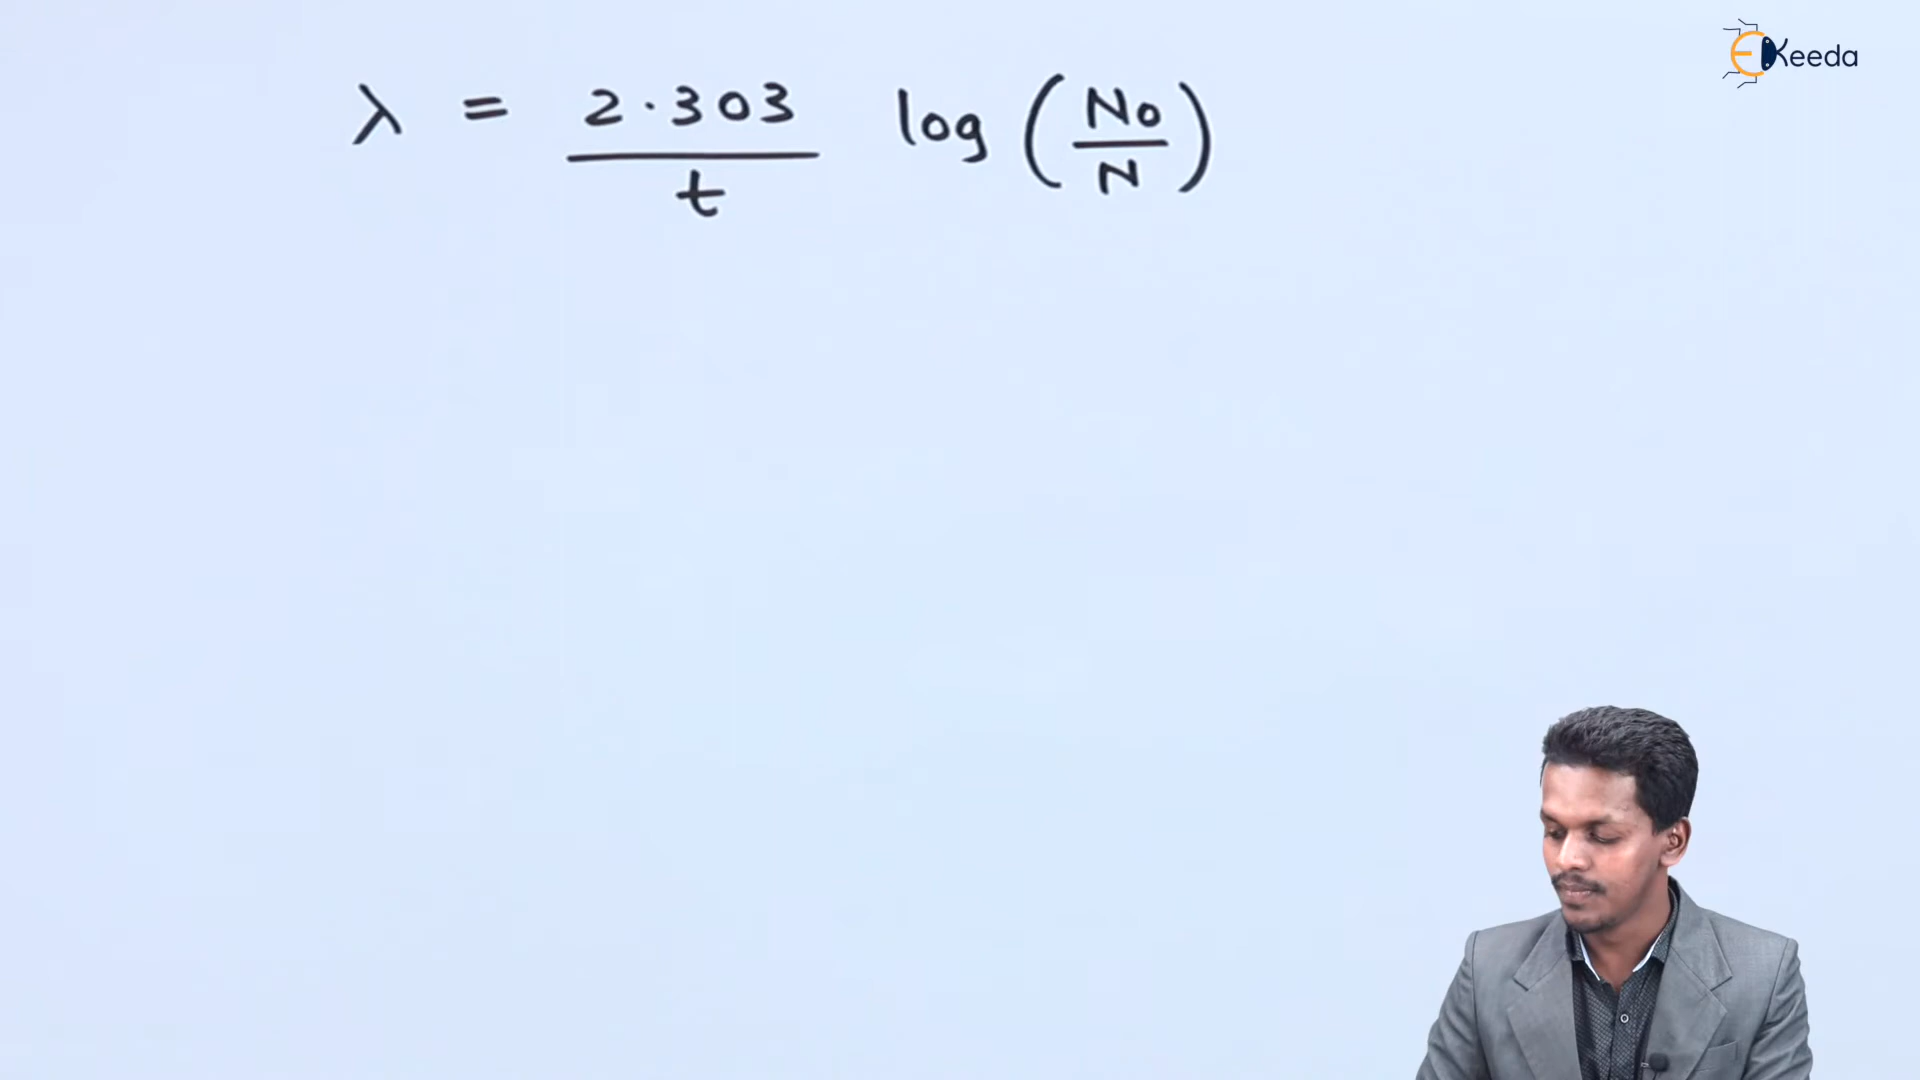 EKeeda
λ = 2.303/t log (No/N)